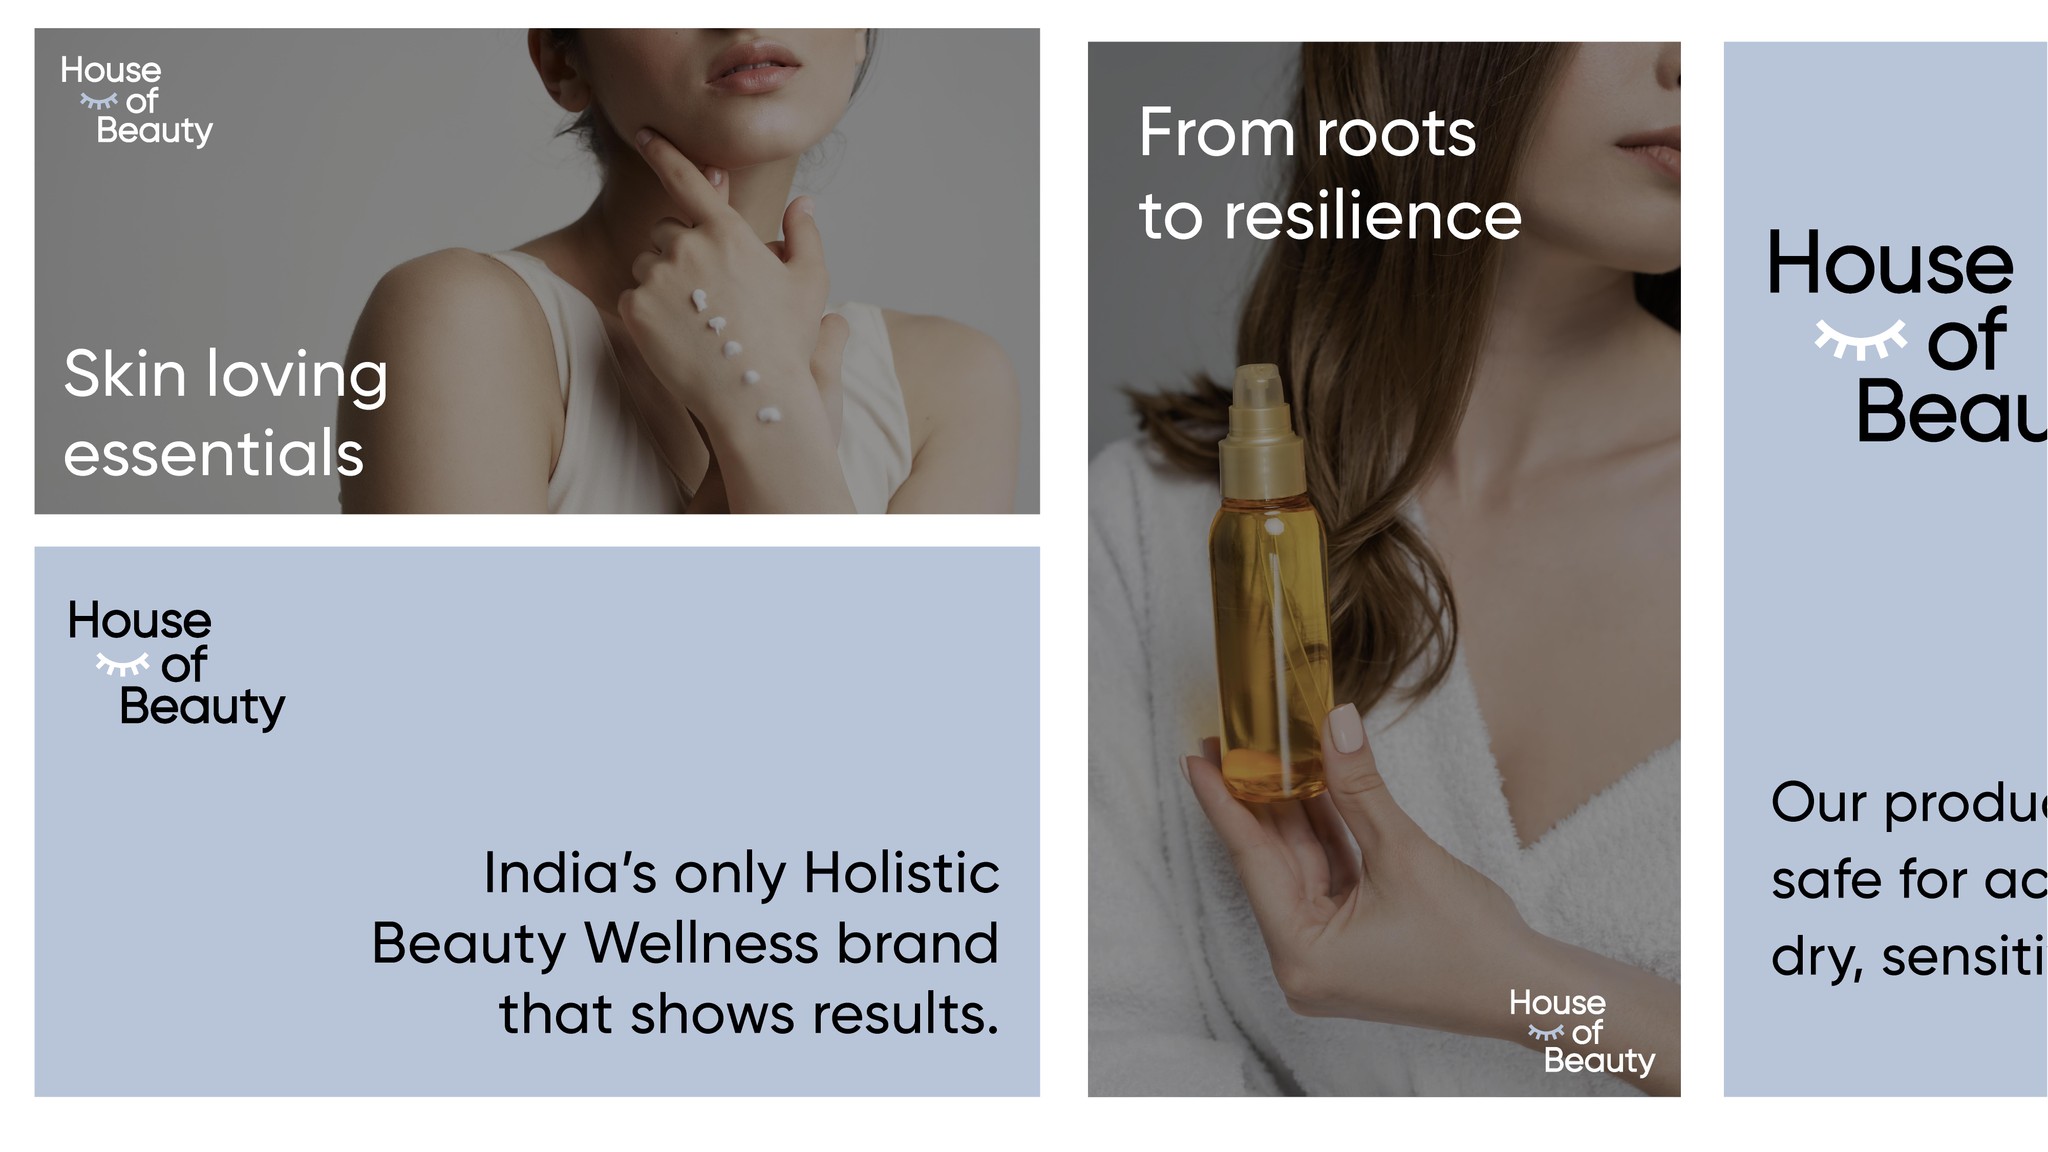 House
of
Beauty
Skin loving
essentials
House
of
Beauty
India’s only Holistic
Beauty Wellness brand
that shows results.
From roots
to resilience
House
of
Beauty
House
of
Our
safe for
dry,